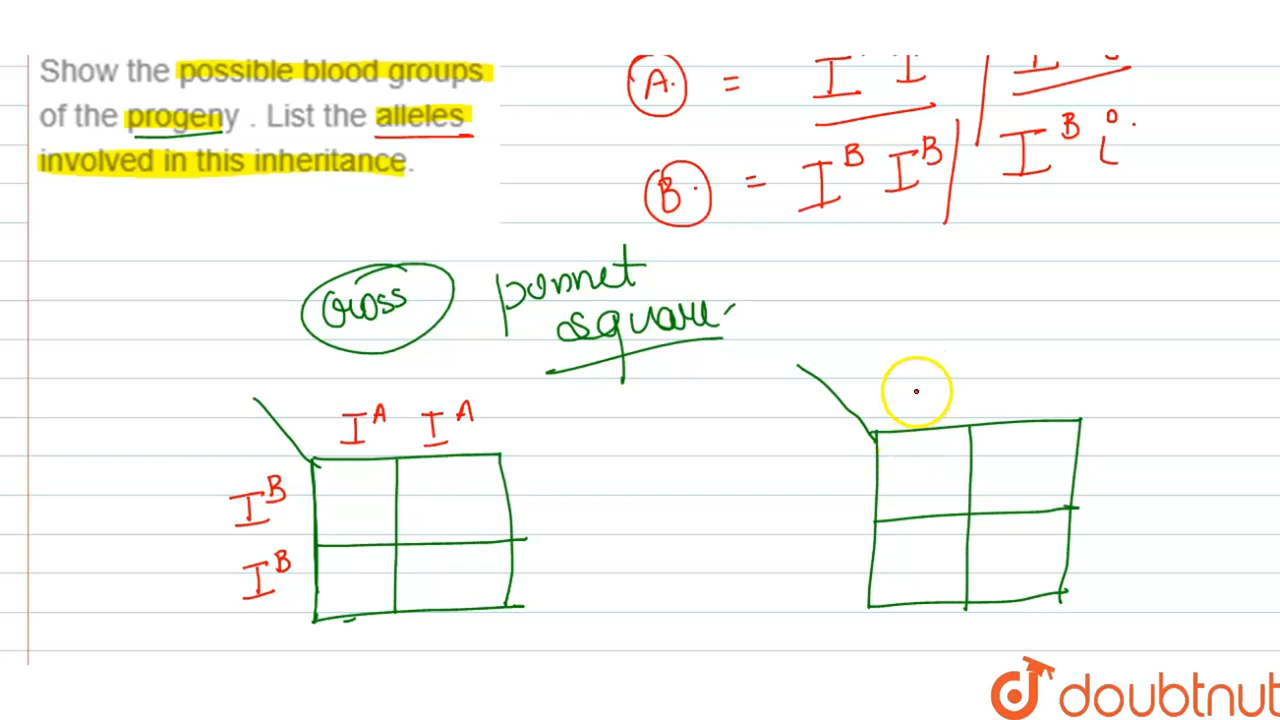 Show the possible blood groups
of the progeny . List the alleles
involved in this inheritance.
A. =
B. = I^B I^B / I^B i^o.
Cross
punnet
square
I^A I^A
I^B
I^B
doubtnut